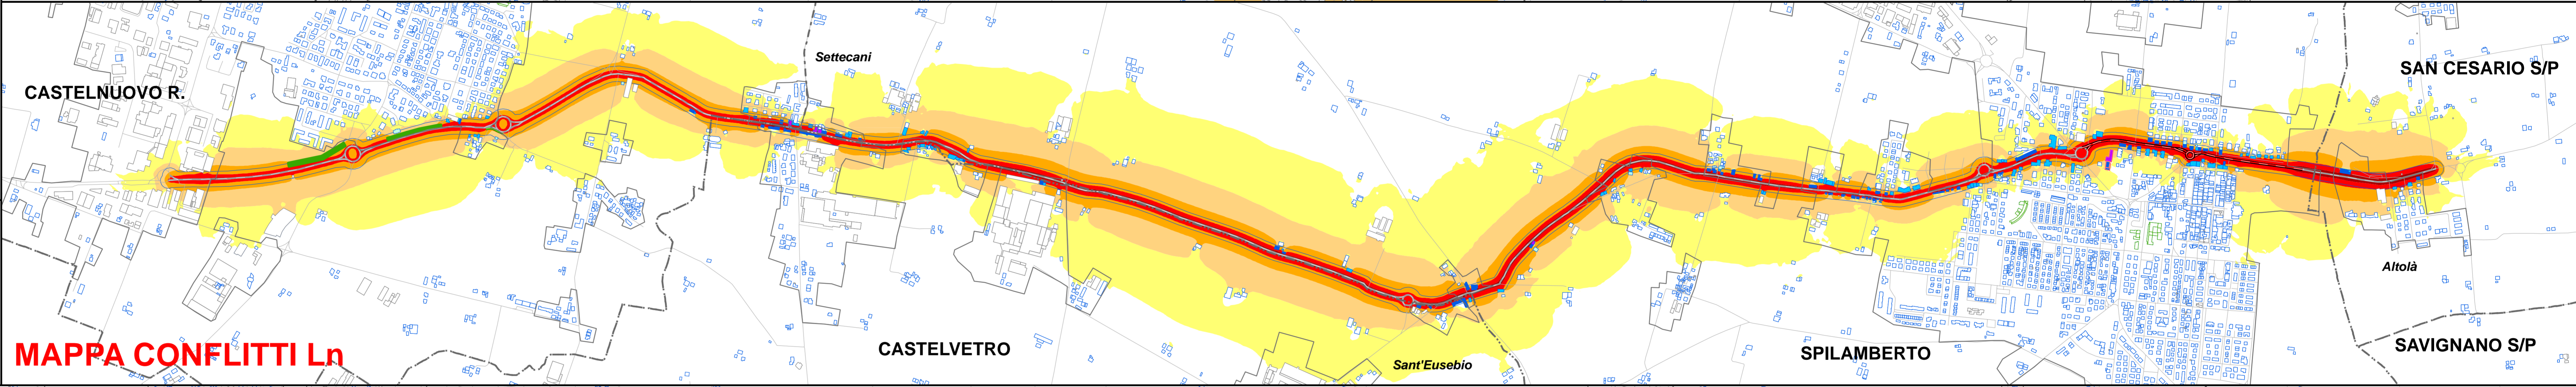 Settecani
SAN CESARIO S/P
CASTELNUOVO R.
Altolà
MAPPA CONFLITTI Ln
CASTELVETRO
SPILAMBERTO
SAVIGNANO S/P
Sant'Eusebio